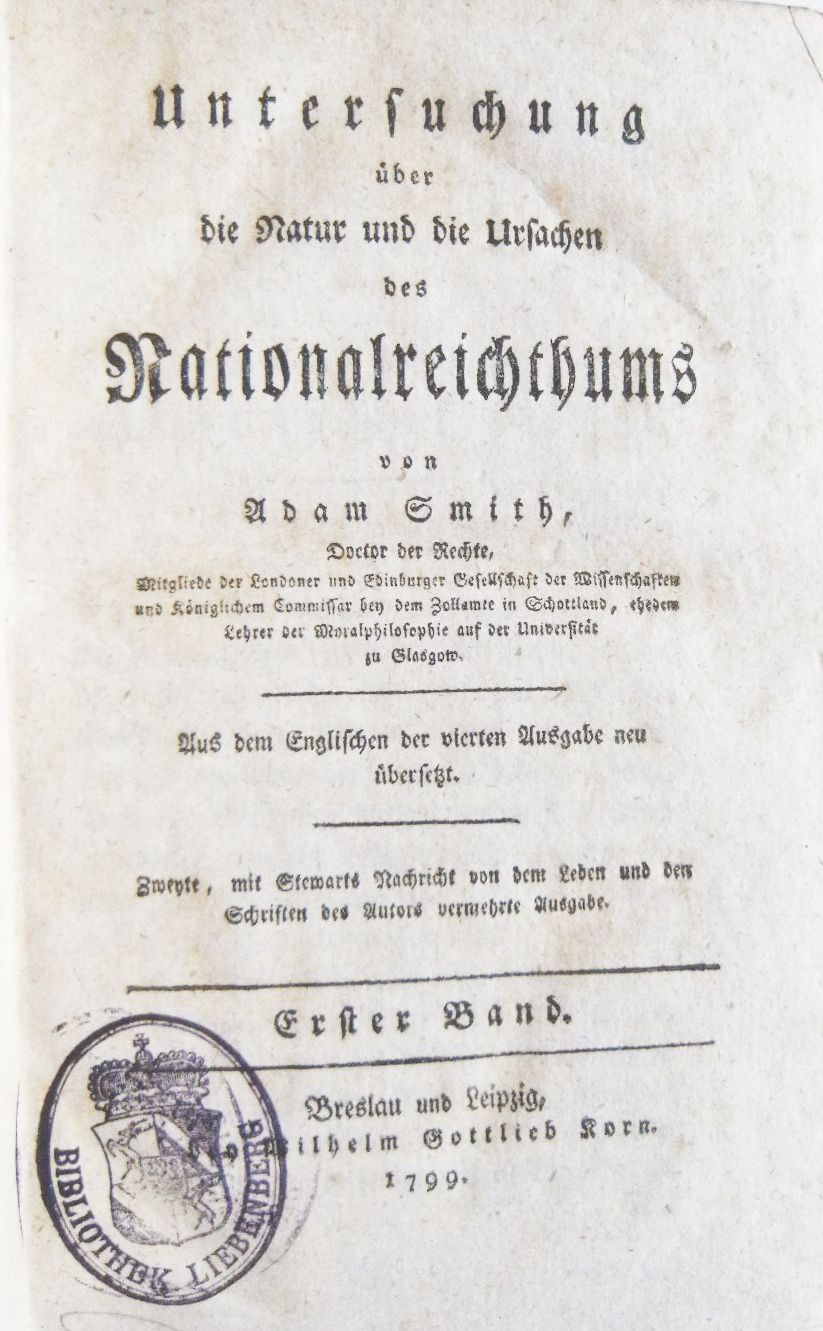 Untersuchung
über
die Natur und die Ursachen
des
Nationalreichthums
von
Adam Smith,
Doctor der Rechte,
Mitgliede der Londoner und Edinburger Gesellschaft der Wissenschaften
und Königlichem Commissar bey dem Zollamte in Schottland, ehedem
Lehrer der Moralphilosophie auf der Universität
zu Glasgow.
Aus dem Englischen der vierten Ausgabe neu
übersetzt.
Zweyte, mit Stewarts Nachricht von dem Leben und den
Schriften des Autors vermehrte Ausgabe.
Erster Band.
Breslau und Leipzig,
bey Wilhelm Gottlieb Korn.
1799.
BIBLIOTHEK LIEBENBERG